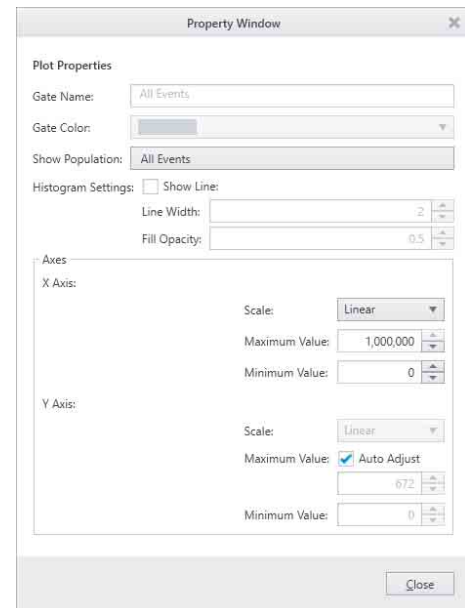 Property Window
Plot Properties
Gate Name: All Events
Gate Color:
Show Population: All Events
Histogram Settings: Show Line:
Line Width: 2
Fill Opacity: 0.5
Axes
X Axis:
Scale: Linear
Maximum Value: 1,000,000
Minimum Value: 0
Y Axis:
Scale: Linear
Maximum Value: Auto Adjust
672
Minimum Value: 0
Close